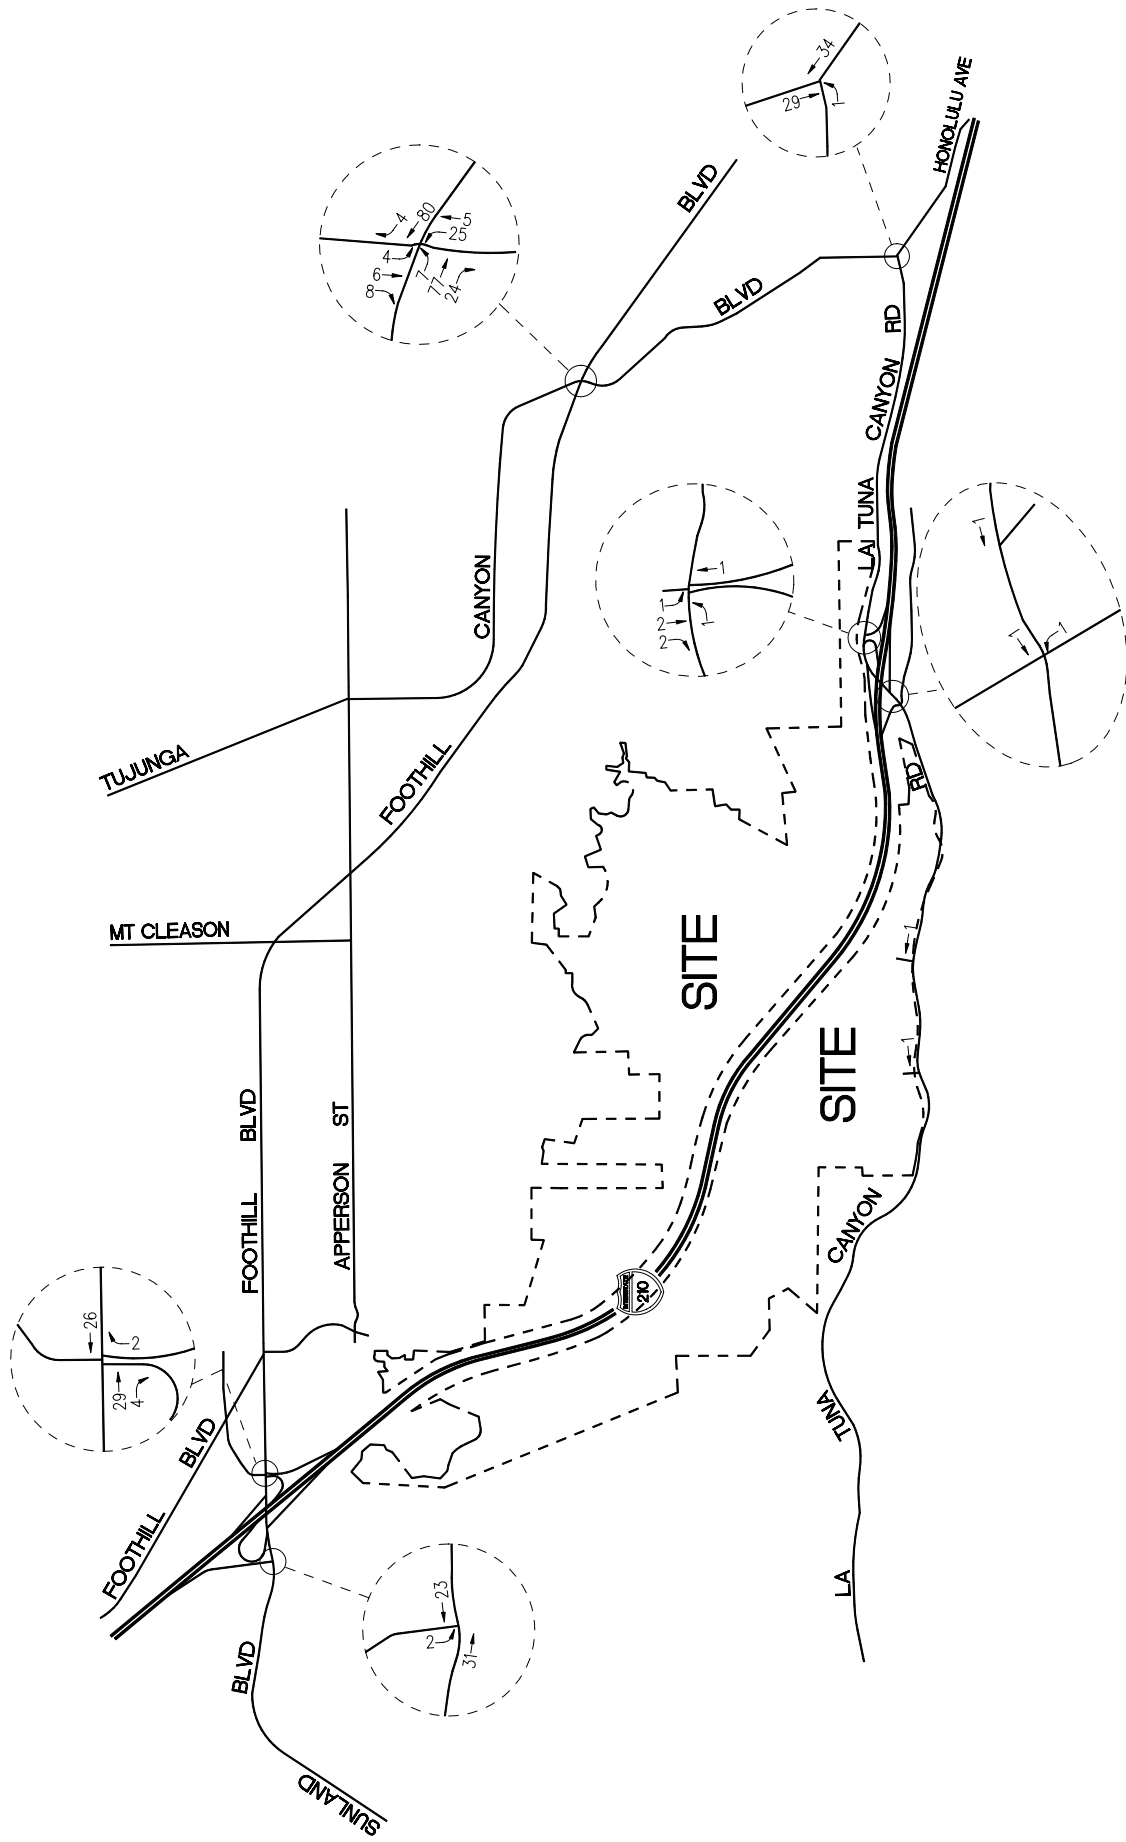 34
29
1
HONOLULU AVE
4
80
5
25
4
6
8
7
77
24
BLVD
BLVD
CANYON RD
LA TUNA
CANYON
1
1
2
2
1
1
1
1
TUJUNGA
FOOTHILL
RD
MT CLEASON
SITE
SITE
1
1
FOOTHILL BLVD
APPERSON ST
CANYON
TUNA
LA
INTERSTATE
210
26
2
29
4
FOOTHILL BLVD
23
2
31
BLVD
SUNLAND